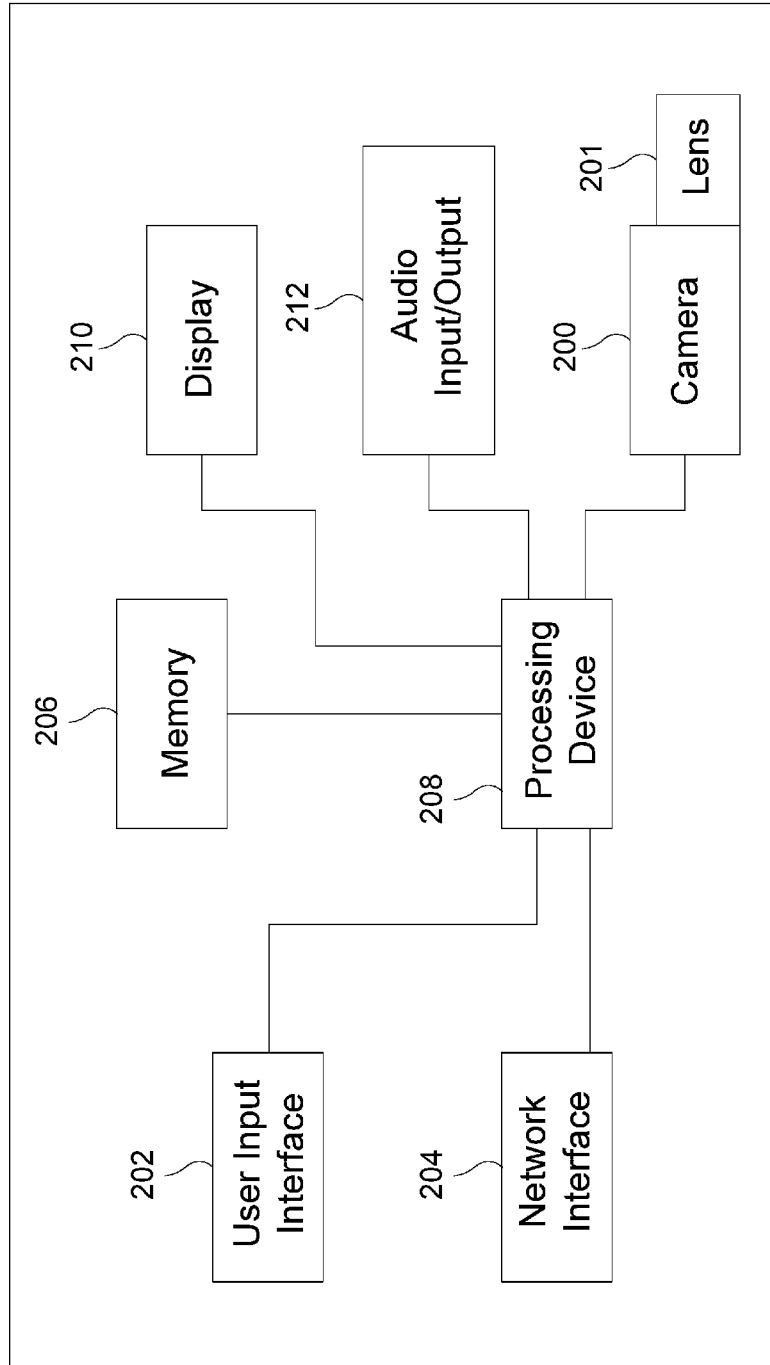 206
Memory
210
Display
202
User Input
Interface
212
Audio
Input/Output
208
Processing
Device
204
Network
Interface
200
Camera
201
Lens